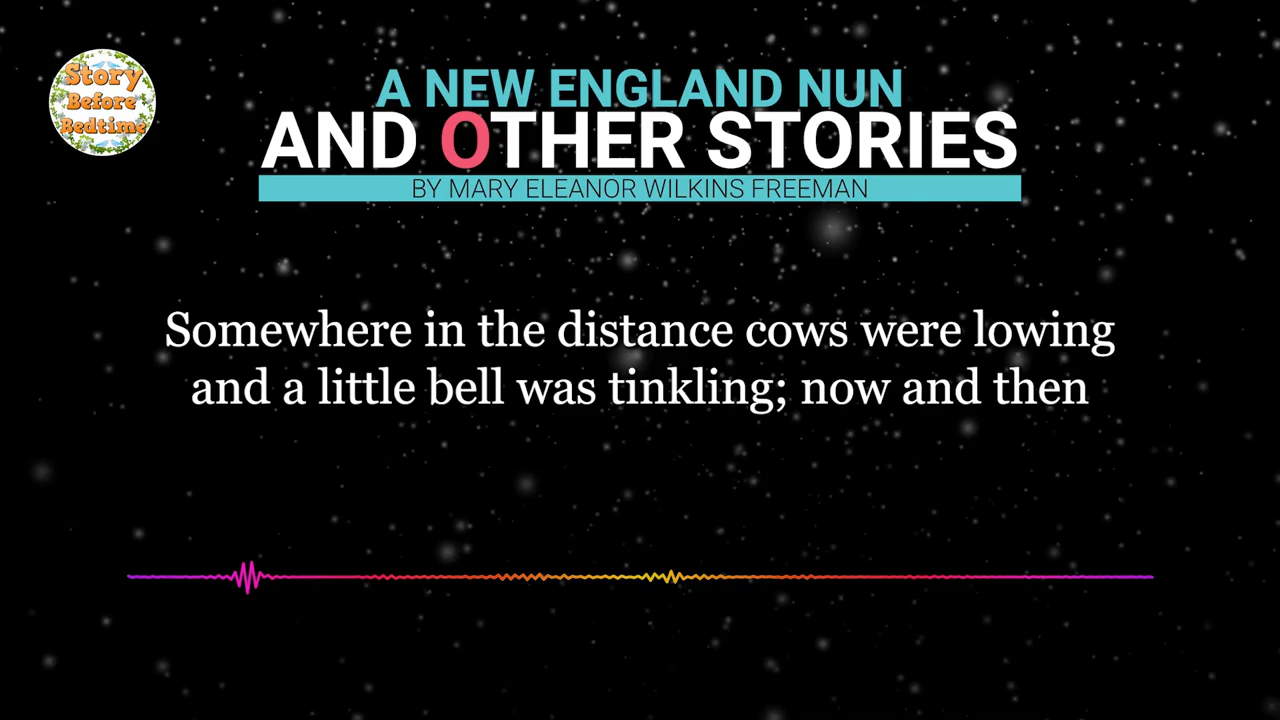 Story
Before
Bedtime
A NEW ENGLAND NUN
AND OTHER STORIES
BY MARY ELEANOR WILKINS FREEMAN
Somewhere in the distance cows were lowing
and a little bell was tinkling; now and then